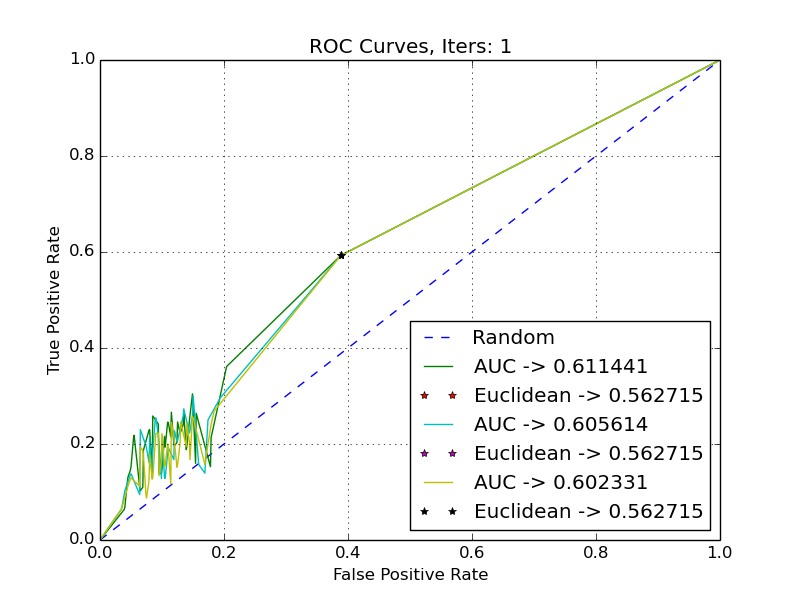 ROC Curves, Iters: 1
1.0
0.8
0.6
0.4
0.2
0.0
True Positive Rate
Random
AUC -> 0.611441
Euclidean -> 0.562715
AUC -> 0.605614
Euclidean -> 0.562715
AUC -> 0.602331
Euclidean -> 0.562715
0.0 0.2 0.4 0.6 0.8 1.0
False Positive Rate